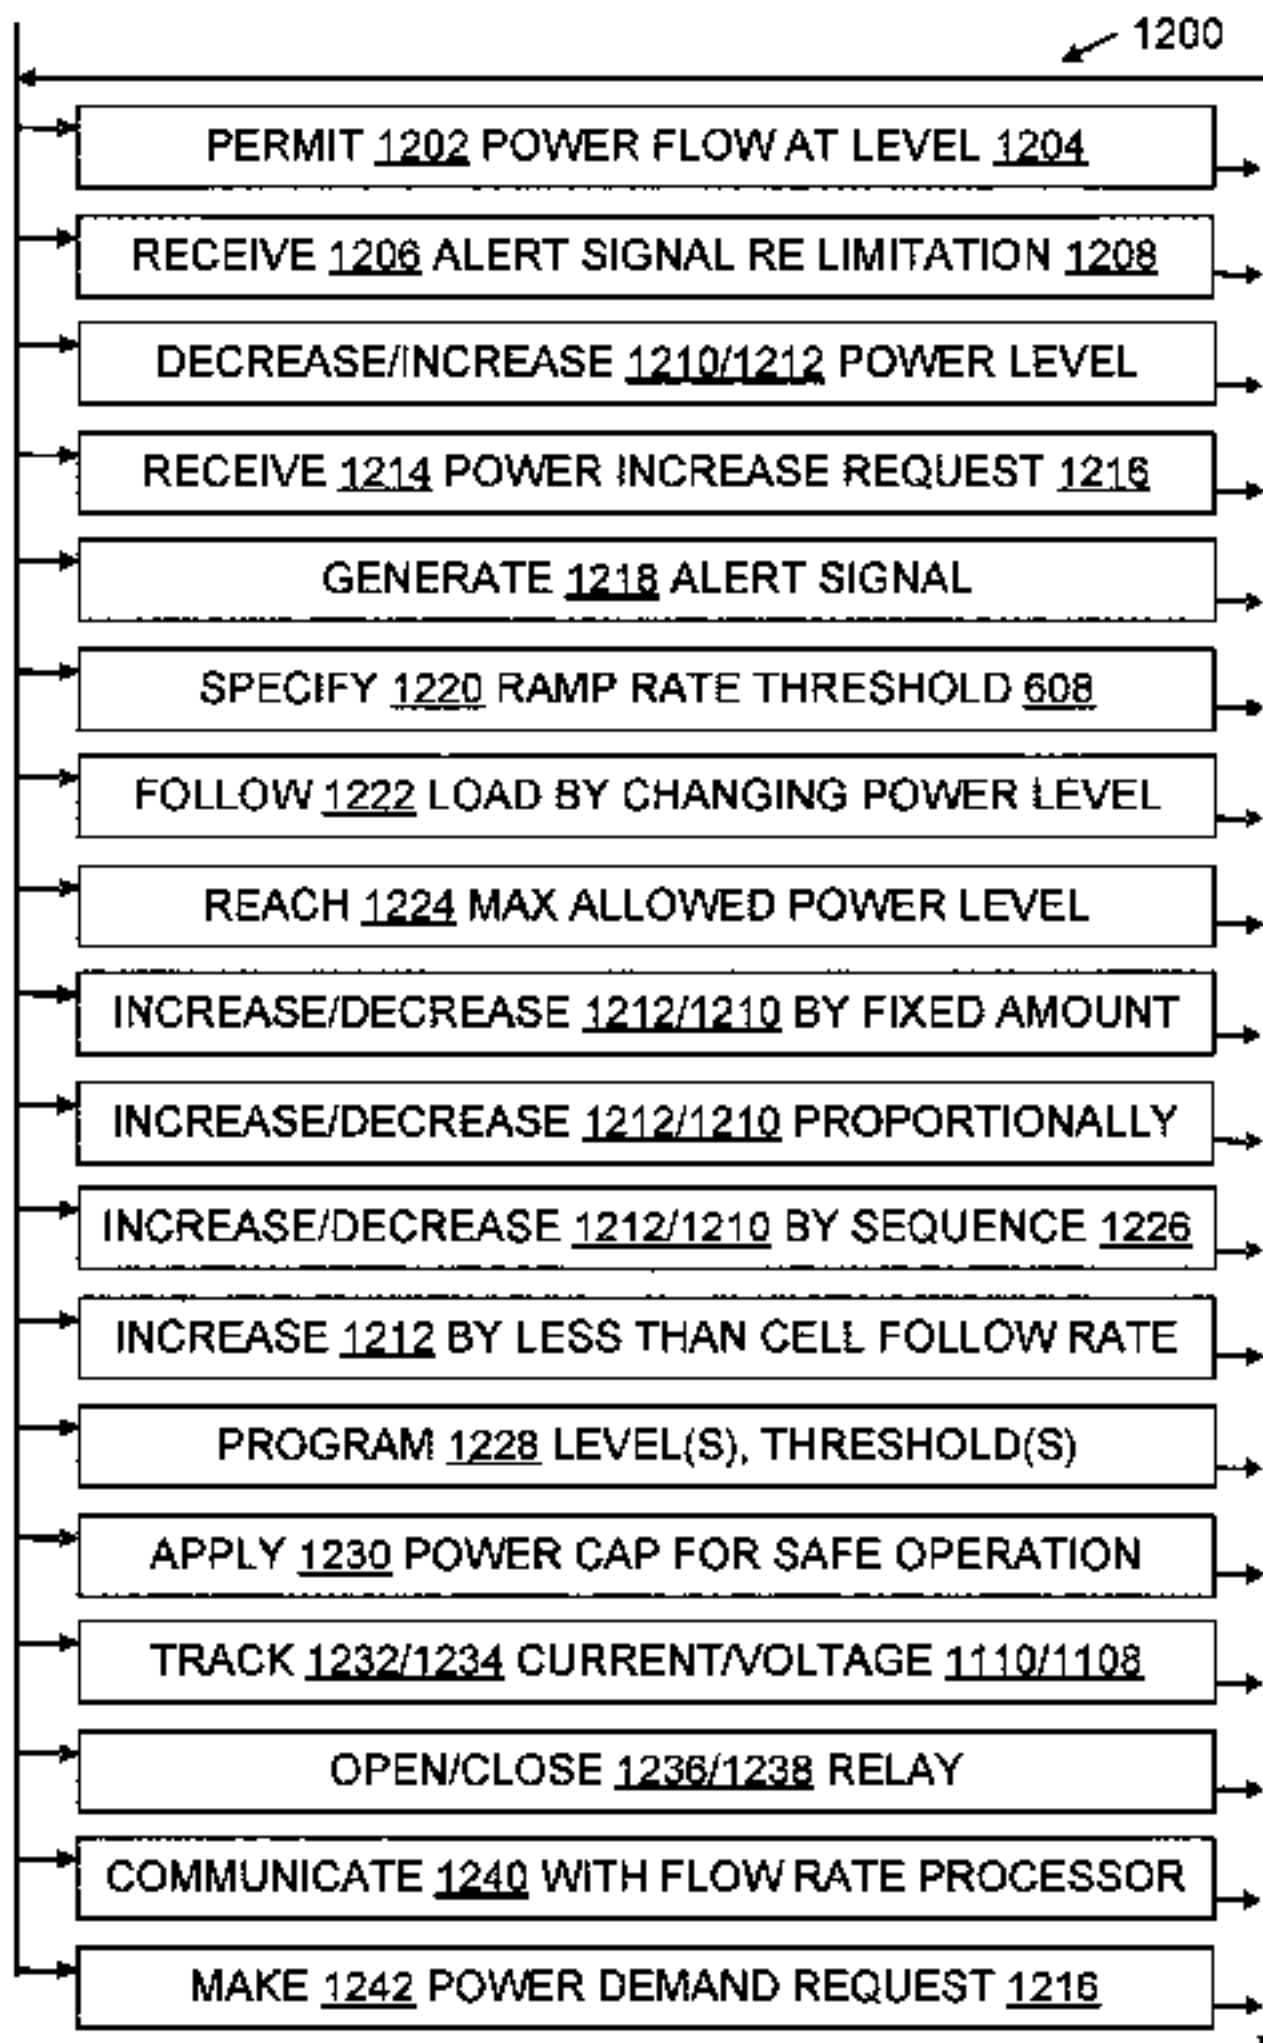 1200
PERMIT 1202 POWER FLOW AT LEVEL 1204
RECEIVE 1206 ALERT SIGNAL RE LIMITATION 1208
DECREASE/INCREASE 1210/1212 POWER LEVEL
RECEIVE 1214 POWER INCREASE REQUEST 1216
GENERATE 1218 ALERT SIGNAL
SPECIFY 1220 RAMP RATE THRESHOLD 608
FOLLOW 1222 LOAD BY CHANGING POWER LEVEL
REACH 1224 MAX ALLOWED POWER LEVEL
INCREASE/DECREASE 1212/1210 BY FIXED AMOUNT
INCREASE/DECREASE 1212/1210 PROPORTIONALLY
INCREASE/DECREASE 1212/1210 BY SEQUENCE 1226
INCREASE 1212 BY LESS THAN CELL FOLLOW RATE
PROGRAM 1228 LEVEL(S), THRESHOLD(S)
APPLY 1230 POWER CAP FOR SAFE OPERATION
TRACK 1232/1234 CURRENT/VOLTAGE 1110/1108
OPEN/CLOSE 1236/1238 RELAY
COMMUNICATE 1240 WITH FLOW RATE PROCESSOR
MAKE 1242 POWER DEMAND REQUEST 1216